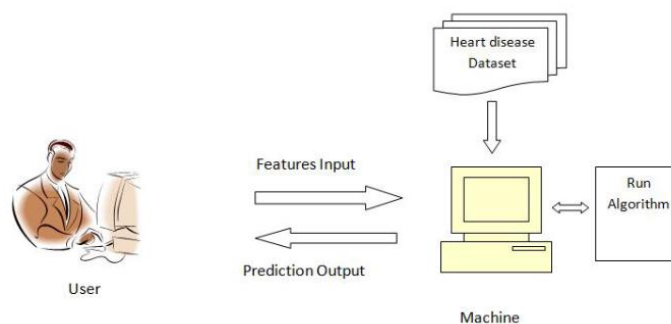 Heart disease
Dataset
Features Input
Run
Algorithm
Prediction Output
User
Machine